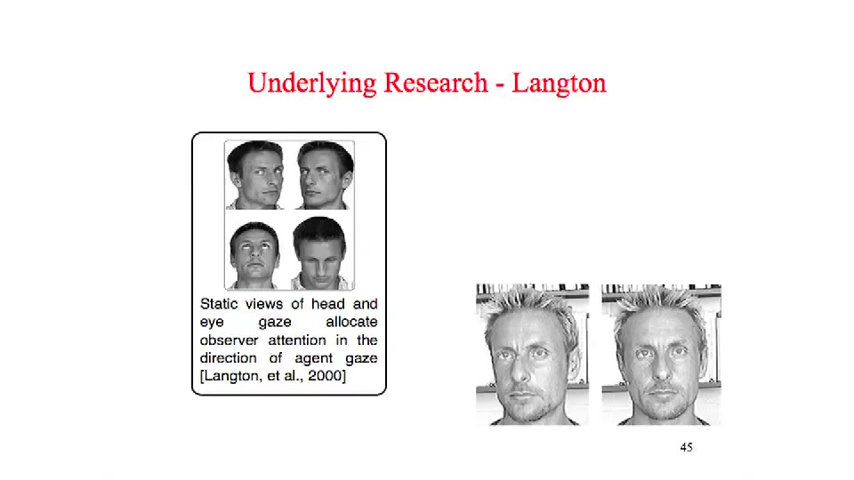 Underlying Research - Langton
Static views of head and
eye gaze allocate
observer attention in the
direction of agent gaze
[Langton, et al., 2000]
45